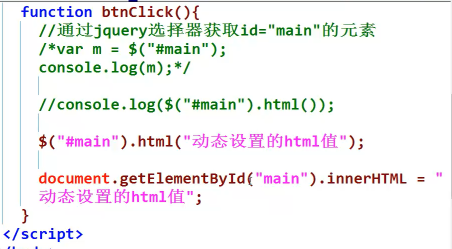 function btnClick(){
//通过jquery选择器获取id="main"的元素
/*var m = $("#main");
console.log(m);*/
//console.log($("#main").html());
$("#main").html("动态设置的html值");
document.getElementById("main").innerHTML = "
动态设置的html值";
}
</script>